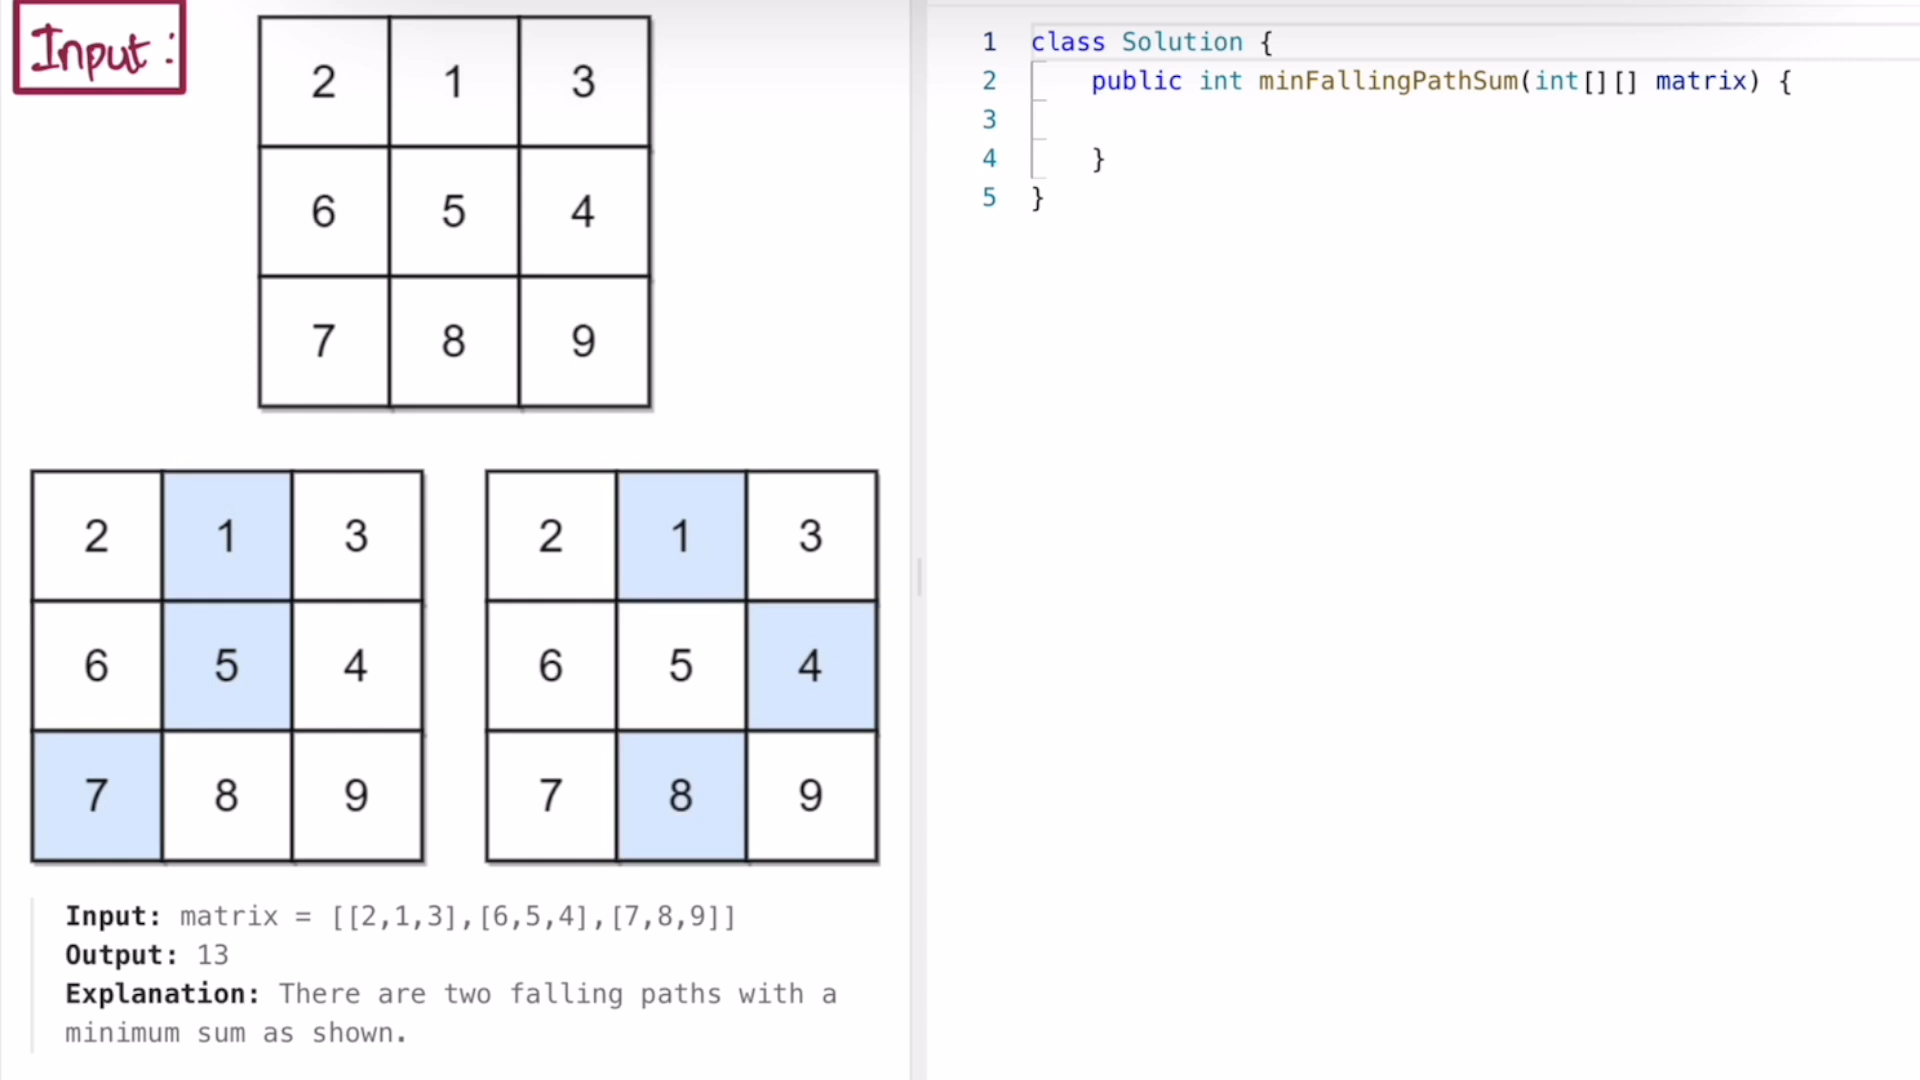 Input:
2 1 3
6 5 4
7 8 9
2 1 3
6 5 4
7 8 9
2 1 3
6 5 4
7 8 9
Input: matrix = [[2,1,3],[6,5,4],[7,8,9]]
Output: 13
Explanation: There are two falling paths with a
minimum sum as shown.
1 class Solution {
2 public int minFallingPathSum(int[][] matrix) {
3
4 }
5 }